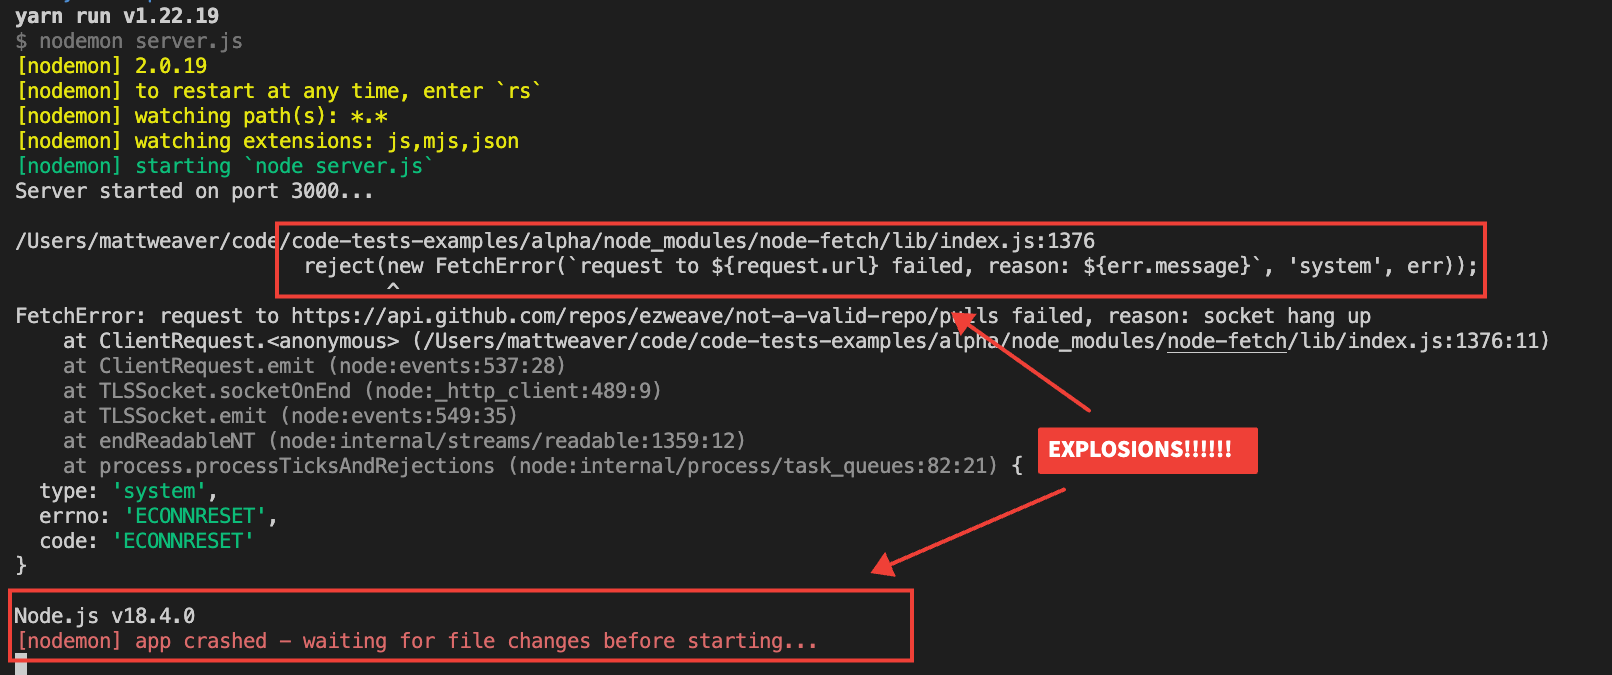 yarn run v1.22.19
$ nodemon server.js
[nodemon] 2.0.19
[nodemon] to restart at any time, enter `rs`
[nodemon] watching path(s): *.*
[nodemon] watching extensions: js,mjs,json
[nodemon] starting `node server.js`
Server started on port 3000...
/Users/mattweaver/code/code-tests-examples/alpha/node_modules/node-fetch/lib/index.js:1376
reject(new FetchError(`request to ${request.url} failed, reason: ${err.message}`, 'system', err));
^
FetchError: request to https://api.github.com/repos/ezweave/not-a-valid-repo/pulls failed, reason: socket hang up
at ClientRequest.<anonymous> (/Users/mattweaver/code/code-tests-examples/alpha/node_modules/node-fetch/lib/index.js:1376:11)
at ClientRequest.emit (node:events:537:28)
at TLSSocket.socketOnEnd (node:_http_client:489:9)
at TLSSocket.emit (node:events:549:35)
at endReadableNT (node:internal/streams/readable:1359:12)
at process.processTicksAndRejections (node:internal/process/task_queues:82:21) {
EXPLOSIONS!!!!!!
type: 'system',
errno: 'ECONNRESET',
code: 'ECONNRESET'
}
Node.js v18.4.0
[nodemon] app crashed - waiting for file changes before starting...